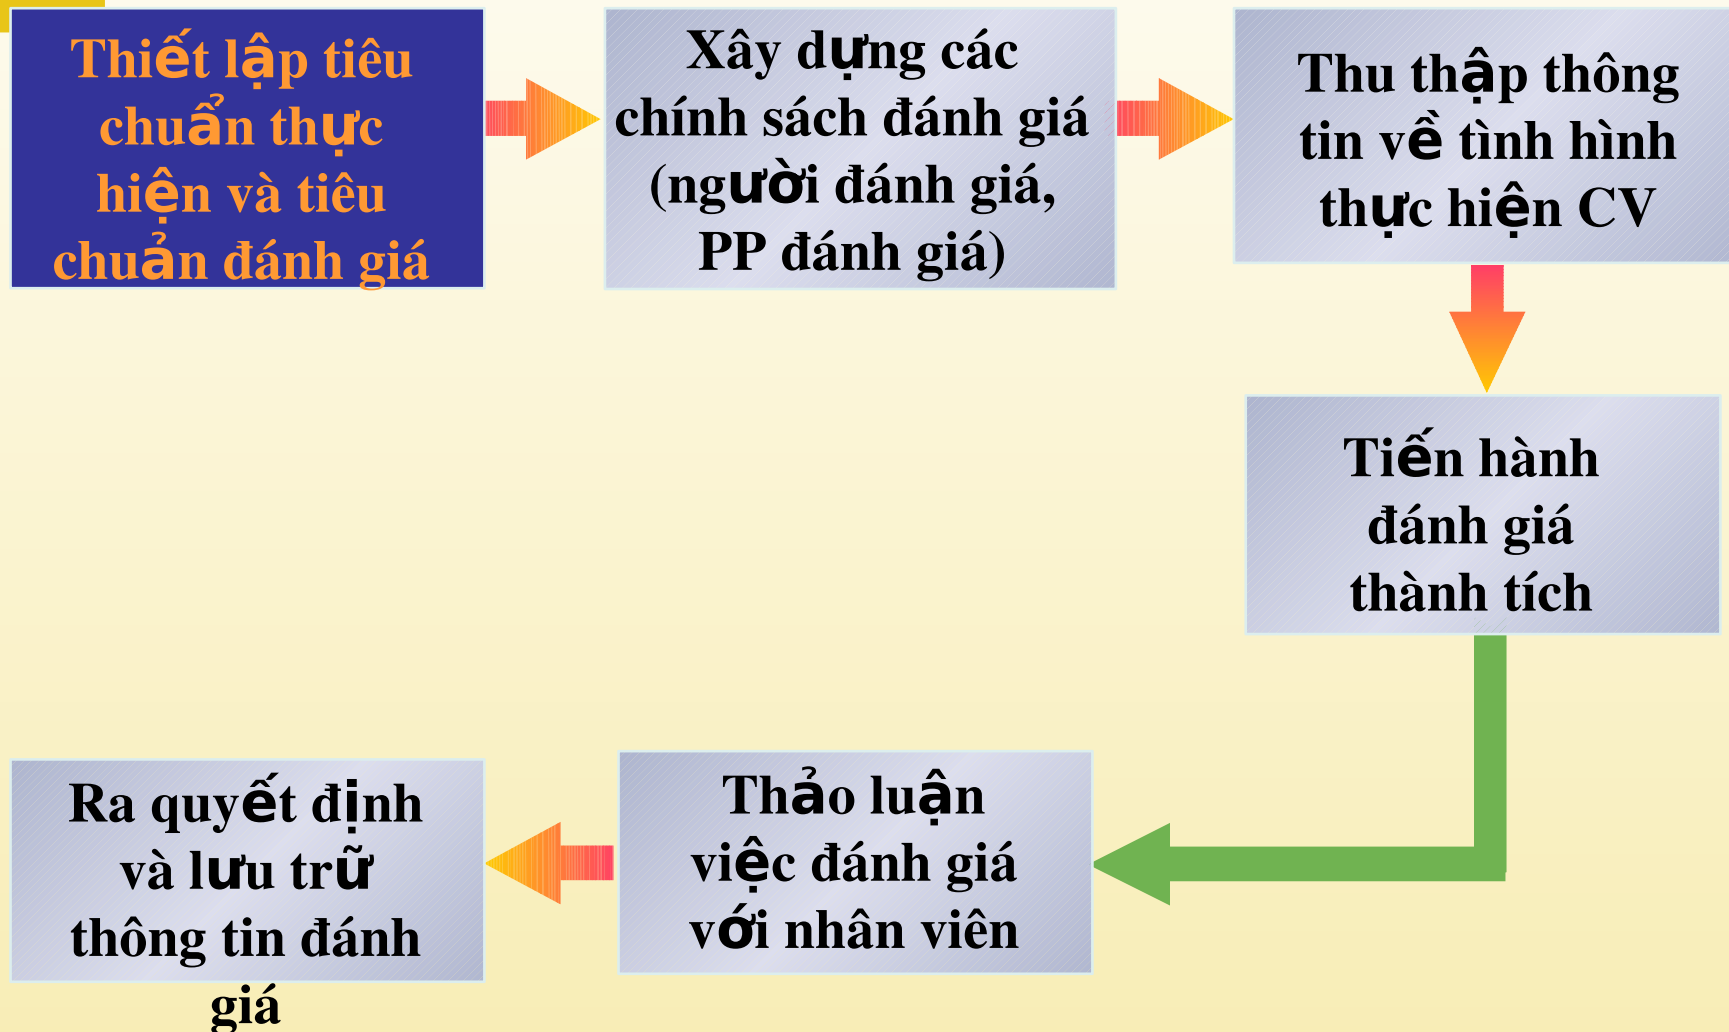 Thiết lập tiêu
chuẩn thực
hiện và tiêu
chuản đánh giá
Xây dựng các
chính sách đánh giá
(người đánh giá,
PP đánh giá)
Thu thập thông
tin về tình hình
thực hiện CV
Tiến hành
đánh giá
thành tích
Thảo luận
việc đánh giá
với nhân viên
Ra quyết định
và lưu trữ
thông tin đánh
giá